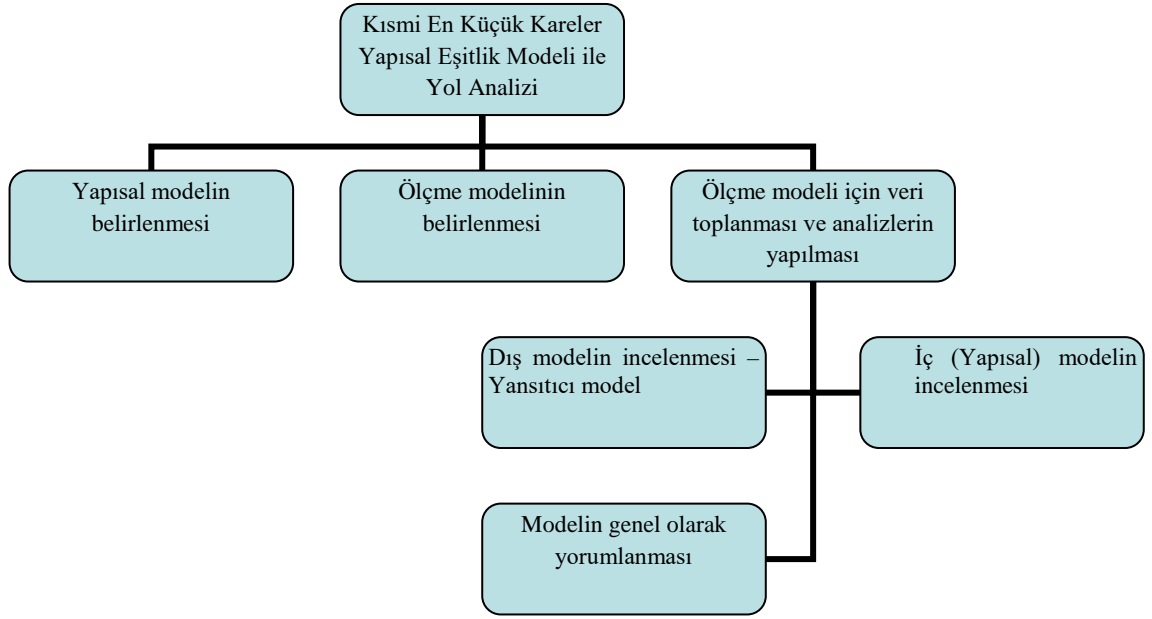 Kısmi En Küçük Kareler
Yapısal Eşitlik Modeli ile
Yol Analizi
Yapısal modelin
belirlenmesi
Ölçme modelinin
belirlenmesi
Ölçme modeli için veri
toplanması ve analizlerin
yapılması
Dış modelin incelenmesi –
Yansıtıcı model
İç (Yapısal) modelin
incelenmesi
Modelin genel olarak
yorumlanması